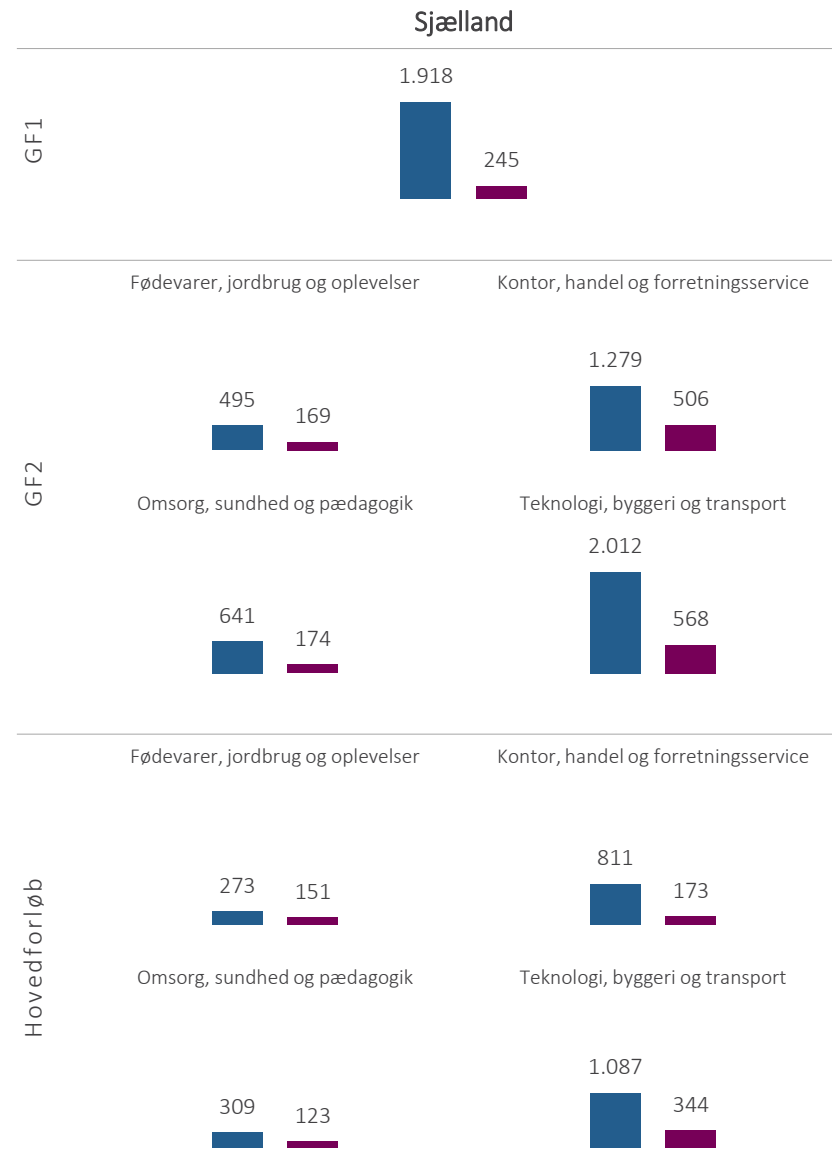 Sjælland
GF1
1.918
245
GF2
Fødevarer, jordbrug og oplevelser
Kontor, handel og forretningsservice
495
169
1.279
506
Omsorg, sundhed og pædagogik
Teknologi, byggeri og transport
641
174
2.012
568
Hovedforløb
Fødevarer, jordbrug og oplevelser
Kontor, handel og forretningsservice
273
151
811
173
Omsorg, sundhed og pædagogik
Teknologi, byggeri og transport
309
123
1.087
344